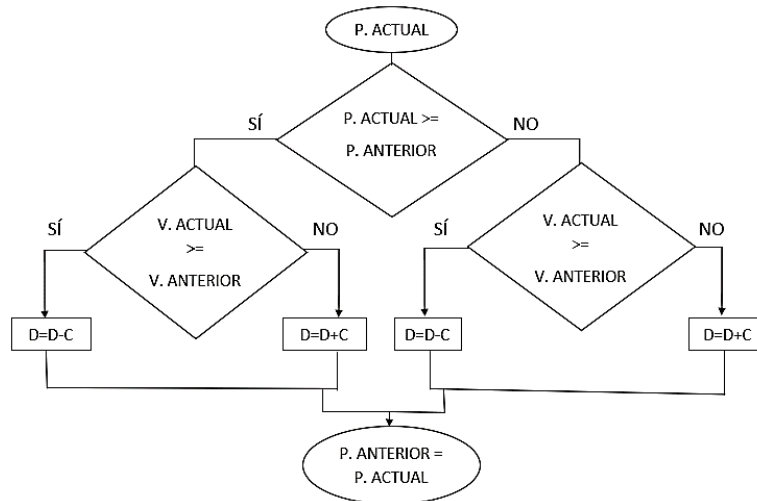 P. ACTUAL
P. ACTUAL >=
P. ANTERIOR
SÍ
NO
V. ACTUAL
>=
V. ANTERIOR
SÍ
NO
V. ACTUAL
>=
V. ANTERIOR
SÍ
NO
D=D-C
D=D+C
D=D-C
D=D+C
P. ANTERIOR =
P. ACTUAL